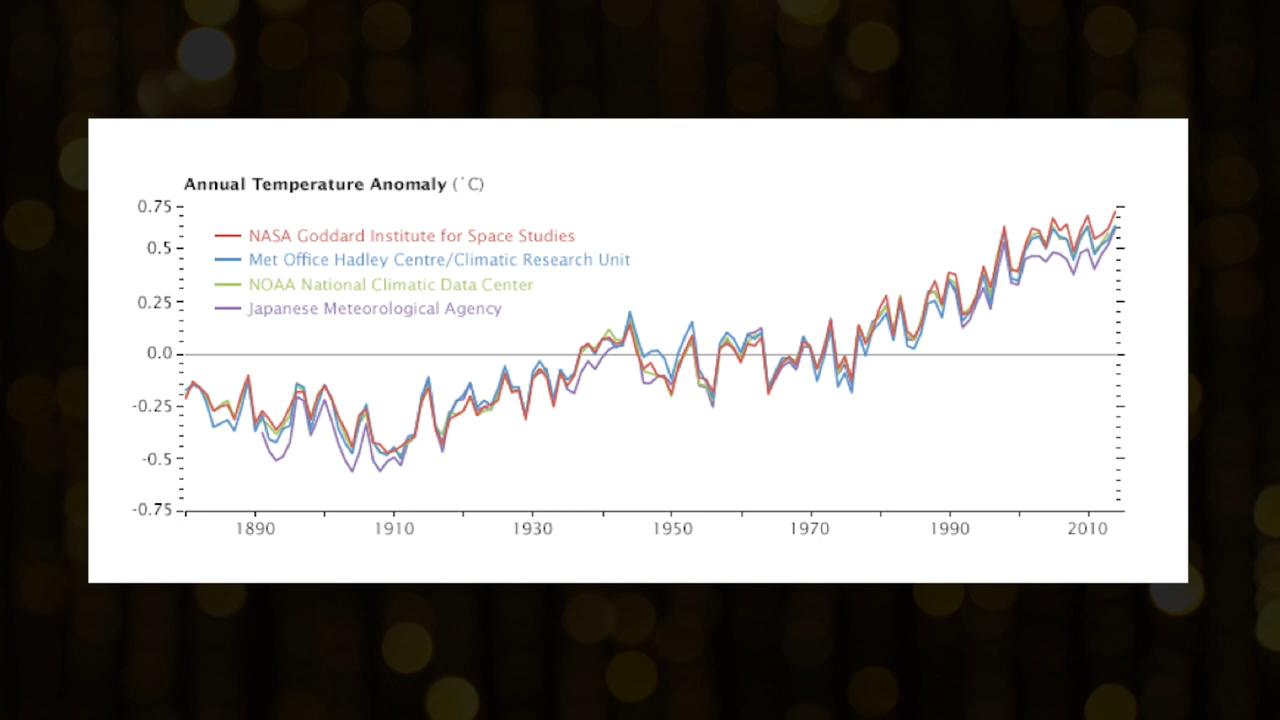 Annual Temperature Anomaly (˚C)
0.75
NASA Goddard Institute for Space Studies
0.5
Met Office Hadley Centre/Climatic Research Unit
NOAA National Climatic Data Center
0.25
Japanese Meteorological Agency
0.0
-0.25
-0.5
-0.75
1890 1910 1930 1950 1970 1990 2010